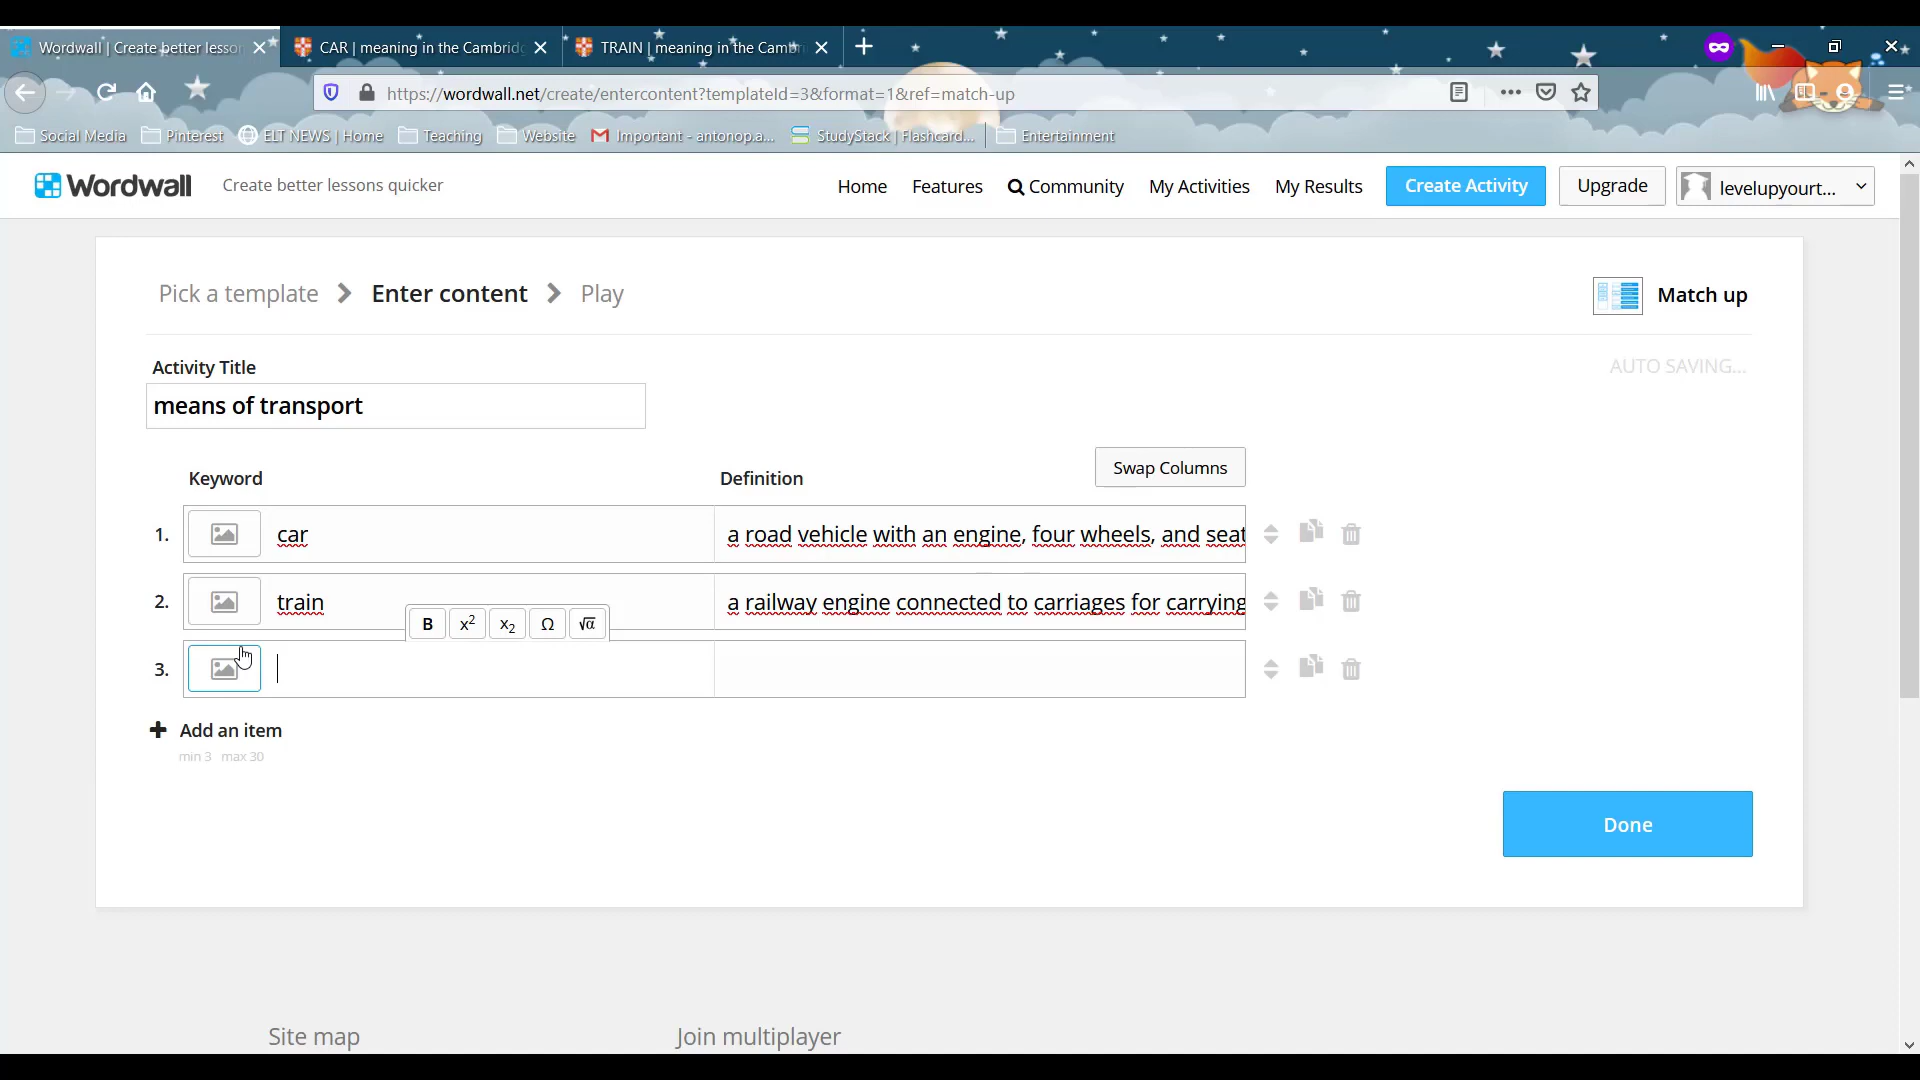 Wordwall | Create better lesso
CAR | meaning in the Cambridg
TRAIN | meaning in the Cambr
https://wordwall.net/create/entercontent?templateId=3&format=1&ref=match-up
Social Media
Pinterest
ELT NEWS | Home
Teaching
Website
Important - antonop.a...
StudyStack | Flashcard...
Entertainment
Wordwall
Create better lessons quicker
Home
Features
Community
My Activities
My Results
Create Activity
Upgrade
levelupyourt...
Pick a template
Enter content
Play
Match up
Activity Title
AUTO SAVING...
means of transport
Keyword
Definition
Swap Columns
1. car a road vehicle with an engine, four wheels, and seat
2. train a railway engine connected to carriages for carrying
B x² x₂ Ω √α
3.
Add an item
min 3 max 30
Done
Site map
Join multiplayer